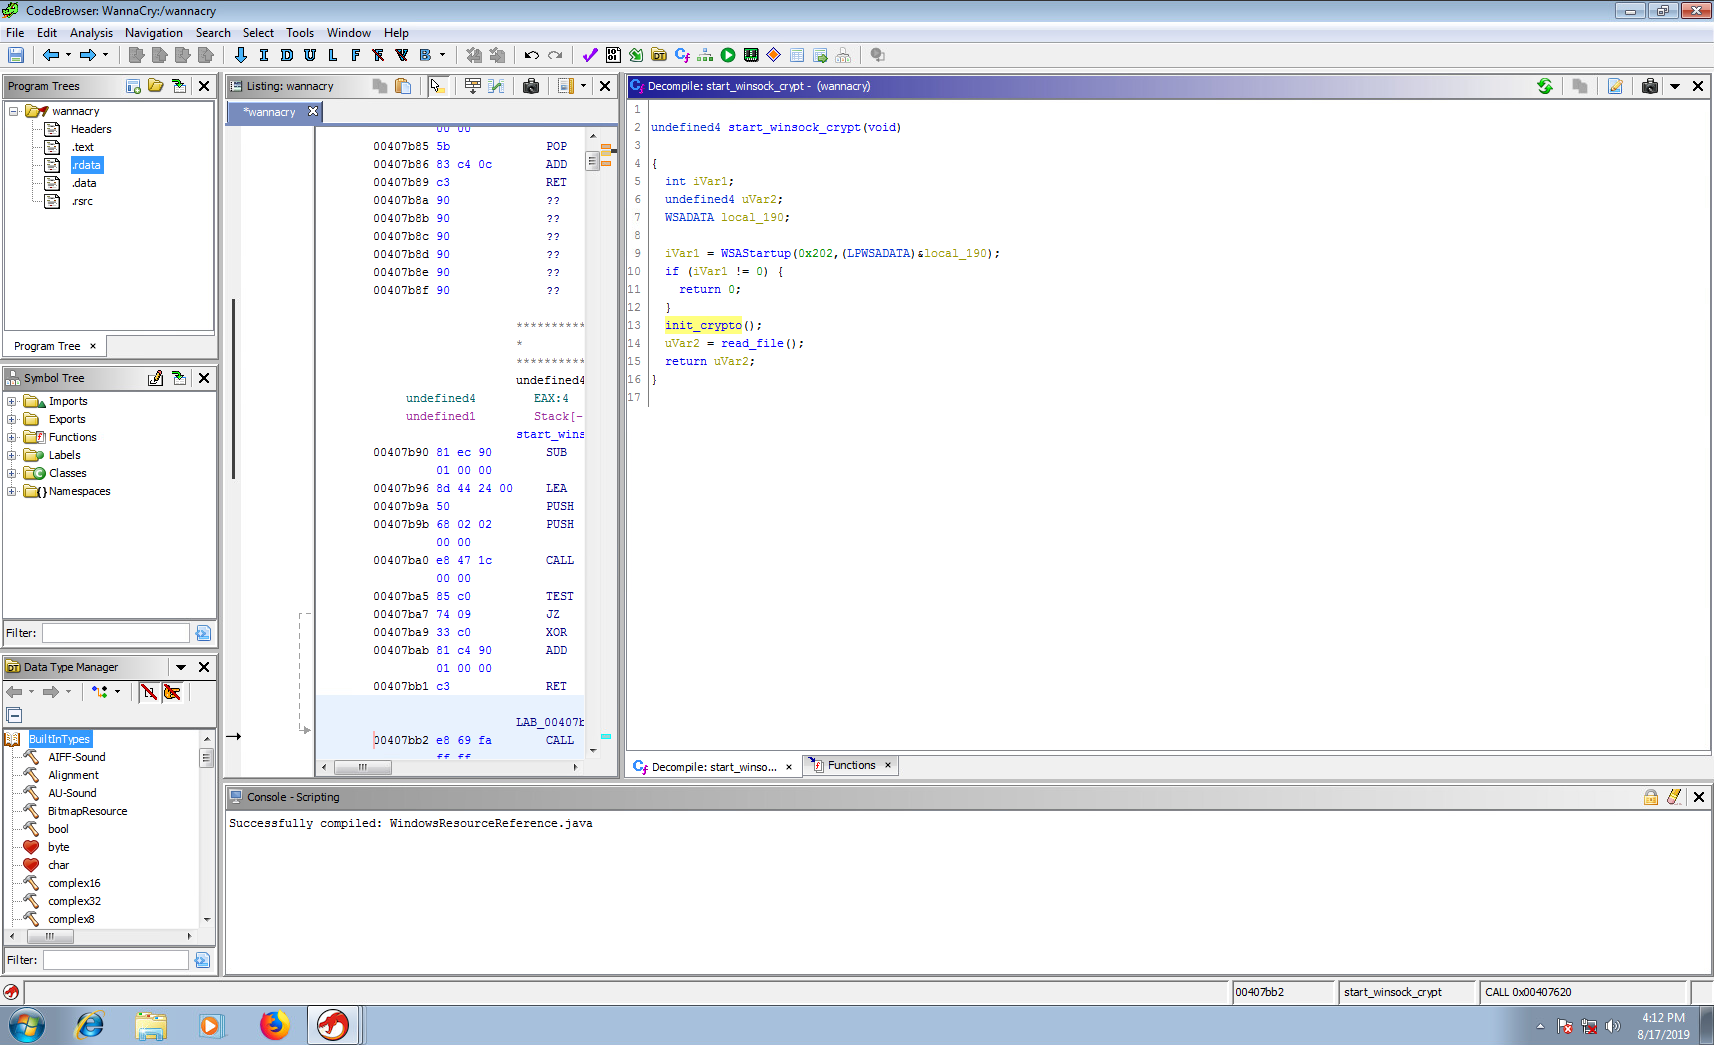 CodeBrowser: WannaCry:/wannacry
File Edit Analysis Navigation Search Select Tools Window Help
I D U L F R V B
Program Trees
wannacry
Headers
.text
.rdata
.data
.rsrc
Program Tree
Symbol Tree
Imports
Exports
Functions
Labels
Classes
Namespaces
Filter:
Data Type Manager
BuiltInTypes
AIFF-Sound
Alignment
AU-Sound
BitmapResource
bool
byte
char
complex16
complex32
complex8
Filter:
Listing: wannacry
*wannacry
00 00
00407b85 5b POP
00407b86 83 c4 0c ADD
00407b89 c3 RET
00407b8a 90 ??
00407b8b 90 ??
00407b8c 90 ??
00407b8d 90 ??
00407b8e 90 ??
00407b8f 90 ??
***********
*
***********
undefined4
undefined4 EAX:4
undefined1 Stack[-
start_wins
00407b90 81 ec 90 SUB
01 00 00
00407b96 8d 44 24 00 LEA
00407b9a 50 PUSH
00407b9b 68 02 02 PUSH
00 00
00407ba0 e8 47 1c CALL
00 00
00407ba5 85 c0 TEST
00407ba7 74 09 JZ
00407ba9 33 c0 XOR
00407bab 81 c4 90 ADD
01 00 00
00407bb1 c3 RET
LAB_00407b
00407bb2 e8 69 fa CALL
ff ff
Decompile: start_winsock_crypt - (wannacry)
1
2 undefined4 start_winsock_crypt(void)
3
4 {
5 int iVar1;
6 undefined4 uVar2;
7 WSADATA local_190;
8
9 iVar1 = WSAStartup(0x202,(LPWSADATA)&local_190);
10 if (iVar1 != 0) {
11 return 0;
12 }
13 init_crypto();
14 uVar2 = read_file();
15 return uVar2;
16 }
17
Decompile: start_winso... Functions
Console - Scripting
Successfully compiled: WindowsResourceReference.java
00407bb2 start_winsock_crypt CALL 0x00407620
4:12 PM
8/17/2019